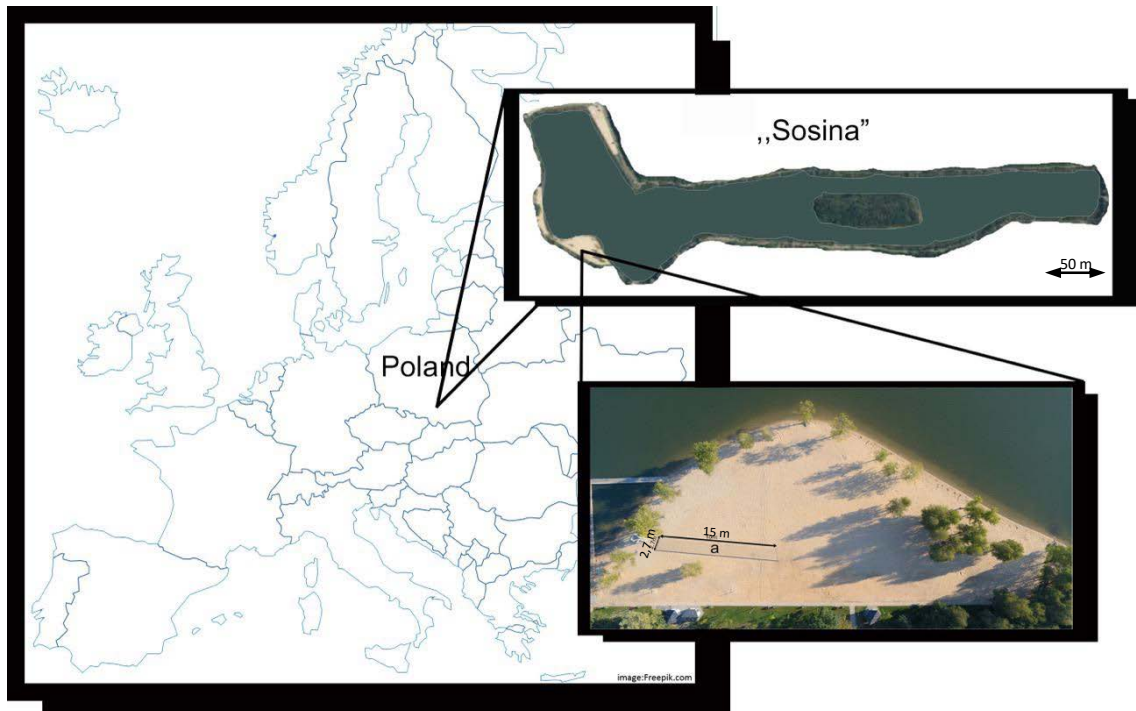 ,,Sosina”
50 m
Poland
15 m
2,7 m
a
image:Freepik.com